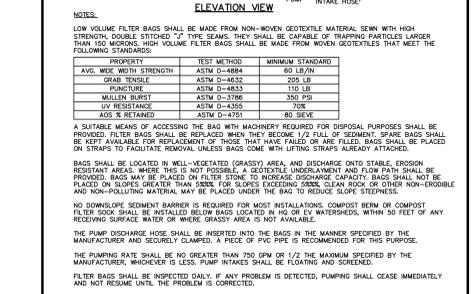 PUMP INTAKE HOSE
ELEVATION VIEW
NOTES:
LOW VOLUME FILTER BAGS SHALL BE MADE FROM NON-WOVEN GEOTEXTILE MATERIAL SEWN WITH HIGH
STRENGTH, DOUBLE STITCHED "J" TYPE SEAMS. THEY SHALL BE CAPABLE OF TRAPPING PARTICLES LARGER
THAN 150 MICRONS. HIGH VOLUME FILTER BAGS SHALL BE MADE FROM WOVEN GEOTEXTILES THAT MEET THE
FOLLOWING STANDARDS:
PROPERTY TEST METHOD MINIMUM STANDARD
AVG. WIDE WIDTH STRENGTH ASTM D-4884 60 LB/IN
GRAB TENSILE ASTM D-4632 205 LB
PUNCTURE ASTM D-4833 110 LB
MULLEN BURST ASTM D-3786 350 PSI
UV RESISTANCE ASTM D-4355 70%
AOS % RETAINED ASTM D-4751 80 SIEVE
A SUITABLE MEANS OF ACCESSING THE BAG WITH MACHINERY REQUIRED FOR DISPOSAL PURPOSES SHALL BE
PROVIDED. FILTER BAGS SHALL BE REPLACED WHEN THEY BECOME 1/2 FULL OF SEDIMENT. SPARE BAGS SHALL
BE KEPT AVAILABLE FOR REPLACEMENT OF THOSE THAT HAVE FAILED OR ARE FILLED. BAGS SHALL BE PLACED
ON STRAPS TO FACILITATE REMOVAL UNLESS BAGS COME WITH LIFTING STRAPS ALREADY ATTACHED.
BAGS SHALL BE LOCATED IN WELL-VEGETATED (GRASSY) AREA, AND DISCHARGE ONTO STABLE, EROSION
RESISTANT AREAS. WHERE THIS IS NOT POSSIBLE, A GEOTEXTILE UNDERLAYMENT AND FLOW PATH SHALL BE
PROVIDED. BAGS MAY BE PLACED ON FILTER STONE TO INCREASE DISCHARGE CAPACITY. BAGS SHALL NOT BE
PLACED ON SLOPES GREATER THAN 5%%%. FOR SLOPES EXCEEDING 5%%%, CLEAN ROCK OR OTHER NON-ERODIBLE
AND NON-POLLUTING MATERIAL MAY BE PLACED UNDER THE BAG TO REDUCE SLOPE STEEPNESS.
NO DOWNSLOPE SEDIMENT BARRIER IS REQUIRED FOR MOST INSTALLATIONS. COMPOST BERM OR COMPOST
FILTER SOCK SHALL BE INSTALLED BELOW BAGS LOCATED IN HQ OR EV WATERSHEDS, WITHIN 50 FEET OF ANY
RECEIVING SURFACE WATER OR WHERE GRASSY AREA IS NOT AVAILABLE.
THE PUMP DISCHARGE HOSE SHALL BE INSERTED INTO THE BAGS IN THE MANNER SPECIFIED BY THE
MANUFACTURER AND SECURELY CLAMPED. A PIECE OF PVC PIPE IS RECOMMENDED FOR THIS PURPOSE.
THE PUMPING RATE SHALL BE NO GREATER THAN 750 GPM OR 1/2 THE MAXIMUM SPECIFIED BY THE
MANUFACTURER, WHICHEVER IS LESS. PUMP INTAKES SHALL BE FLOATING AND SCREENED.
FILTER BAGS SHALL BE INSPECTED DAILY. IF ANY PROBLEM IS DETECTED, PUMPING SHALL CEASE IMMEDIATELY
AND NOT RESUME UNTIL THE PROBLEM IS CORRECTED.